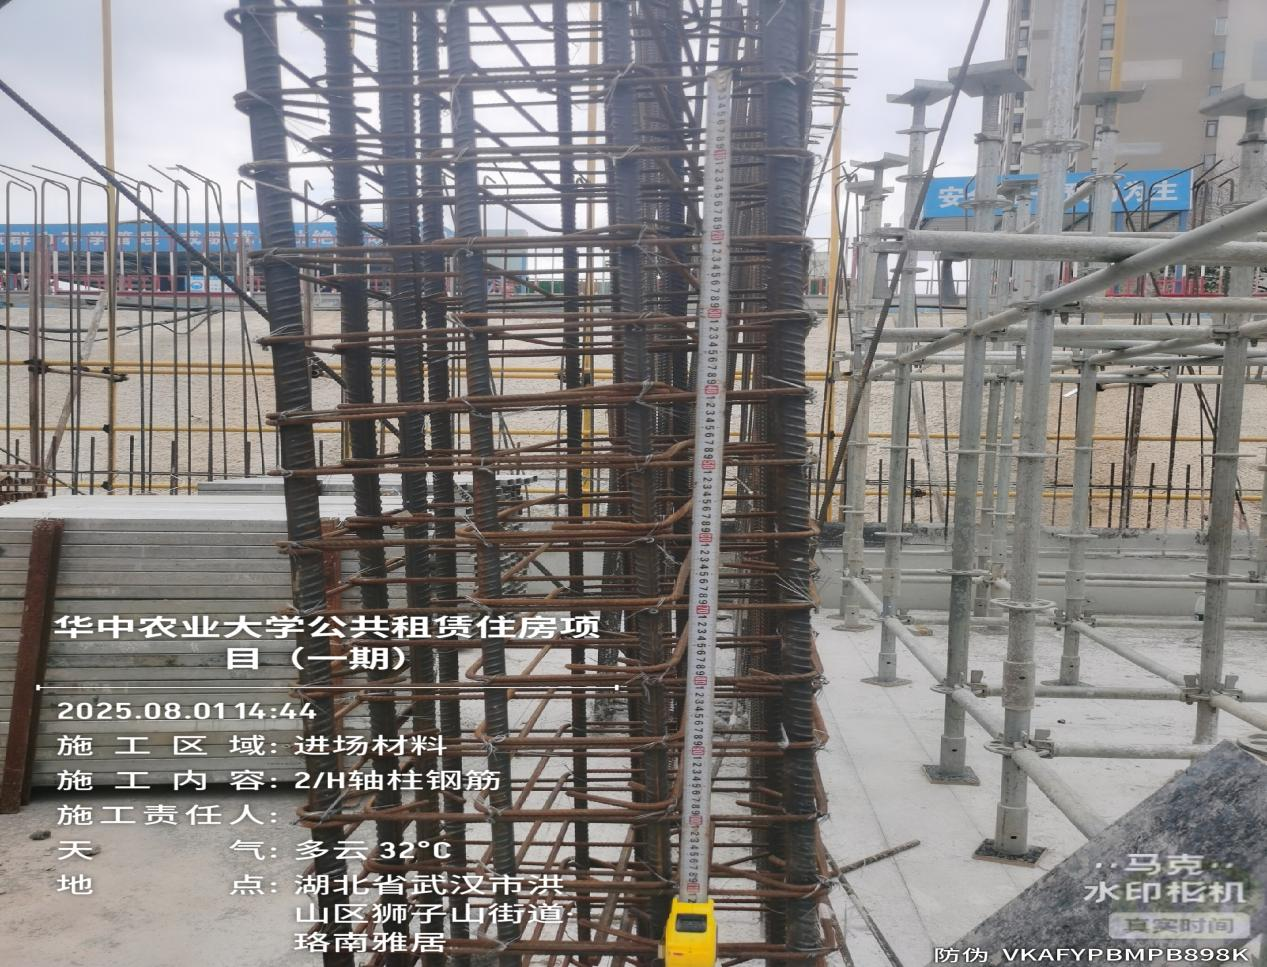 安
生
华中农业大学公共租赁住房项
目（一期）
2025.08.01 14:44
施工区域：进场材料
施工内容：2/H轴柱钢筋
施工责任人：
天气：多云 32℃
地点：湖北省武汉市洪
山区狮子山街道·
珞南雅居
马克
水印相机
真实时间
防伪 VKAFYPBMPB898K